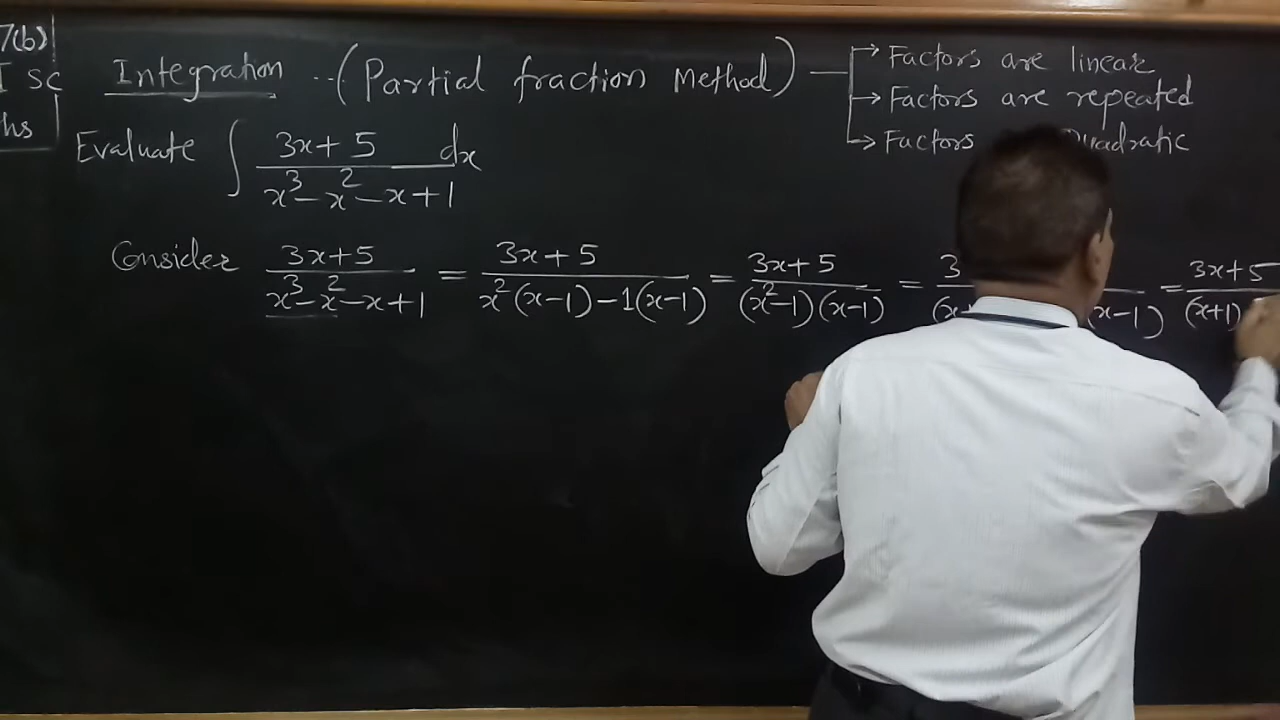 7(b)
I SC
hs
Integration ..(Partial fraction Method)
→ Factors are linear
→ Factors are repeated
→ Factors Quadratic
Evaluate ∫ (3x+5)/(x³-x²-x+1) dx
Consider (3x+5)/(x³-x²-x+1) = (3x+5)/(x²(x-1)-1(x-1)) = (3x+5)/((x²-1)(x-1)) = 3 (x-1) = (3x+5)/((x+1)